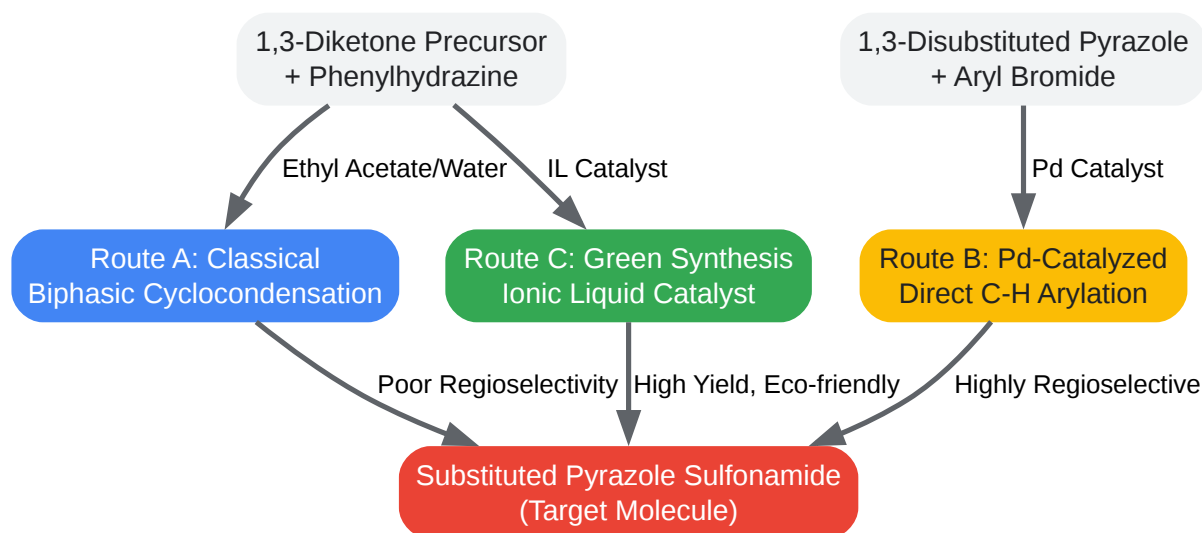 1,3-Diketone Precursor
+ Phenylhydrazine
1,3-Disubstituted Pyrazole
+ Aryl Bromide
Ethyl Acetate/Water
IL Catalyst
Pd Catalyst
Route A: Classical
Biphasic Cyclocondensation
Route C: Green Synthesis
Ionic Liquid Catalyst
Route B: Pd-Catalyzed
Direct C-H Arylation
Poor Regioselectivity
High Yield, Eco-friendly
Highly Regioselective
Substituted Pyrazole Sulfonamide
(Target Molecule)